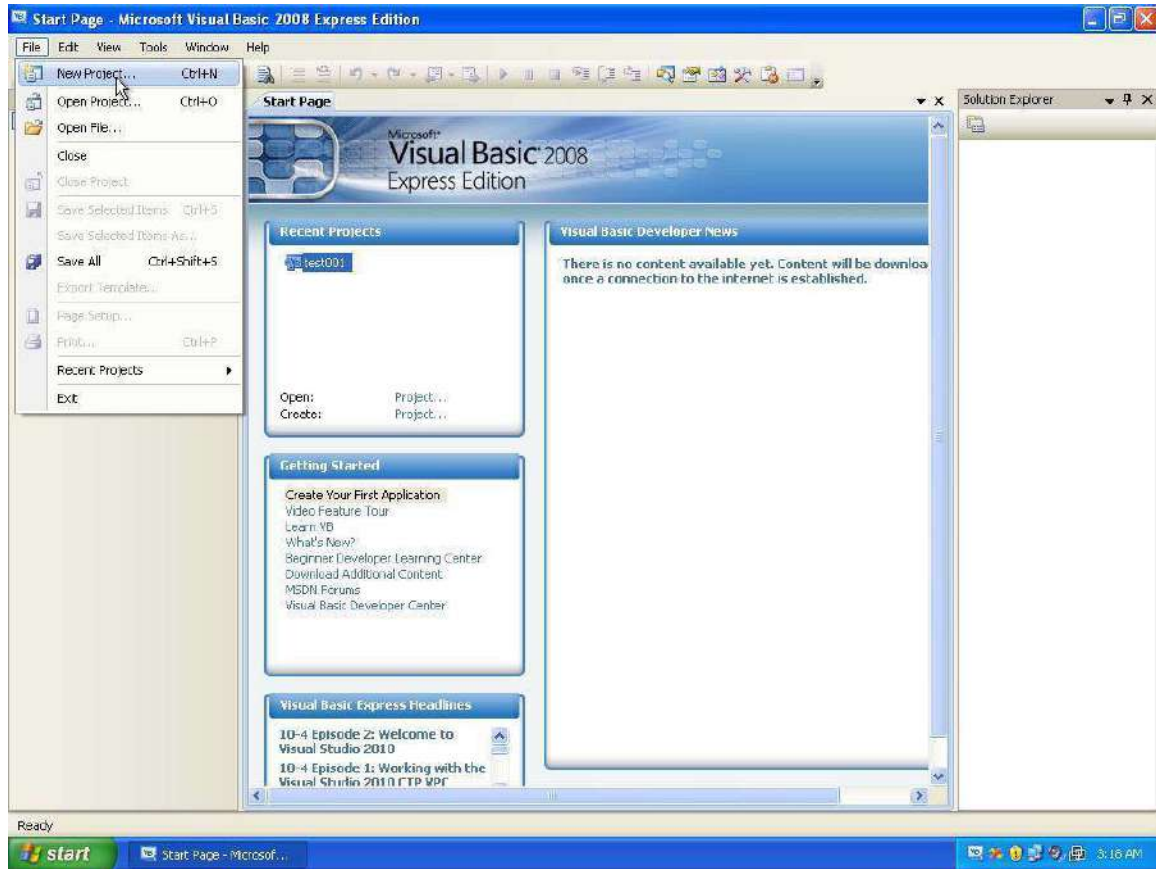 Start Page - Microsoft Visual Basic 2008 Express Edition
File Edit View Tools Window Help
New Project... Ctrl+N
Open Project... Ctrl+O
Open File...
Close
Close Project
Save Selected Items Ctrl+S
Save Selected Items As...
Save All Ctrl+Shift+S
Export Template...
Page Setup...
Print... Ctrl+P
Recent Projects
Exit
Start Page
Microsoft
Visual Basic 2008
Express Edition
Recent Projects
test001
Open: Project...
Create: Project...
Getting Started
Create Your First Application
Video Feature Tour
Learn VB
What's New?
Beginner Developer Learning Center
Download Additional Content
MSDN Forums
Visual Basic Developer Center
Visual Basic Express Headlines
10-4 Episode 2: Welcome to
Visual Studio 2010
10-4 Episode 1: Working with the
Visual Studio 2010 CTP VPC
Visual Basic Developer News
There is no content available yet. Content will be downloa
once a connection to the internet is established.
Solution Explorer
Ready
start Start Page - Microsof... 3:16 AM